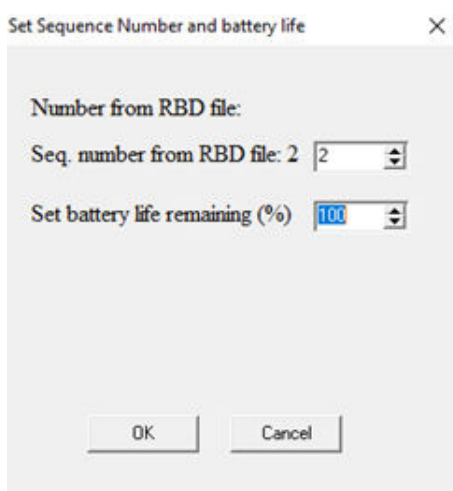 Set Sequence Number and battery life
Number from RBD file:
Seq. number from RBD file: 2 2
Set battery life remaining (%) 100
OK Cancel